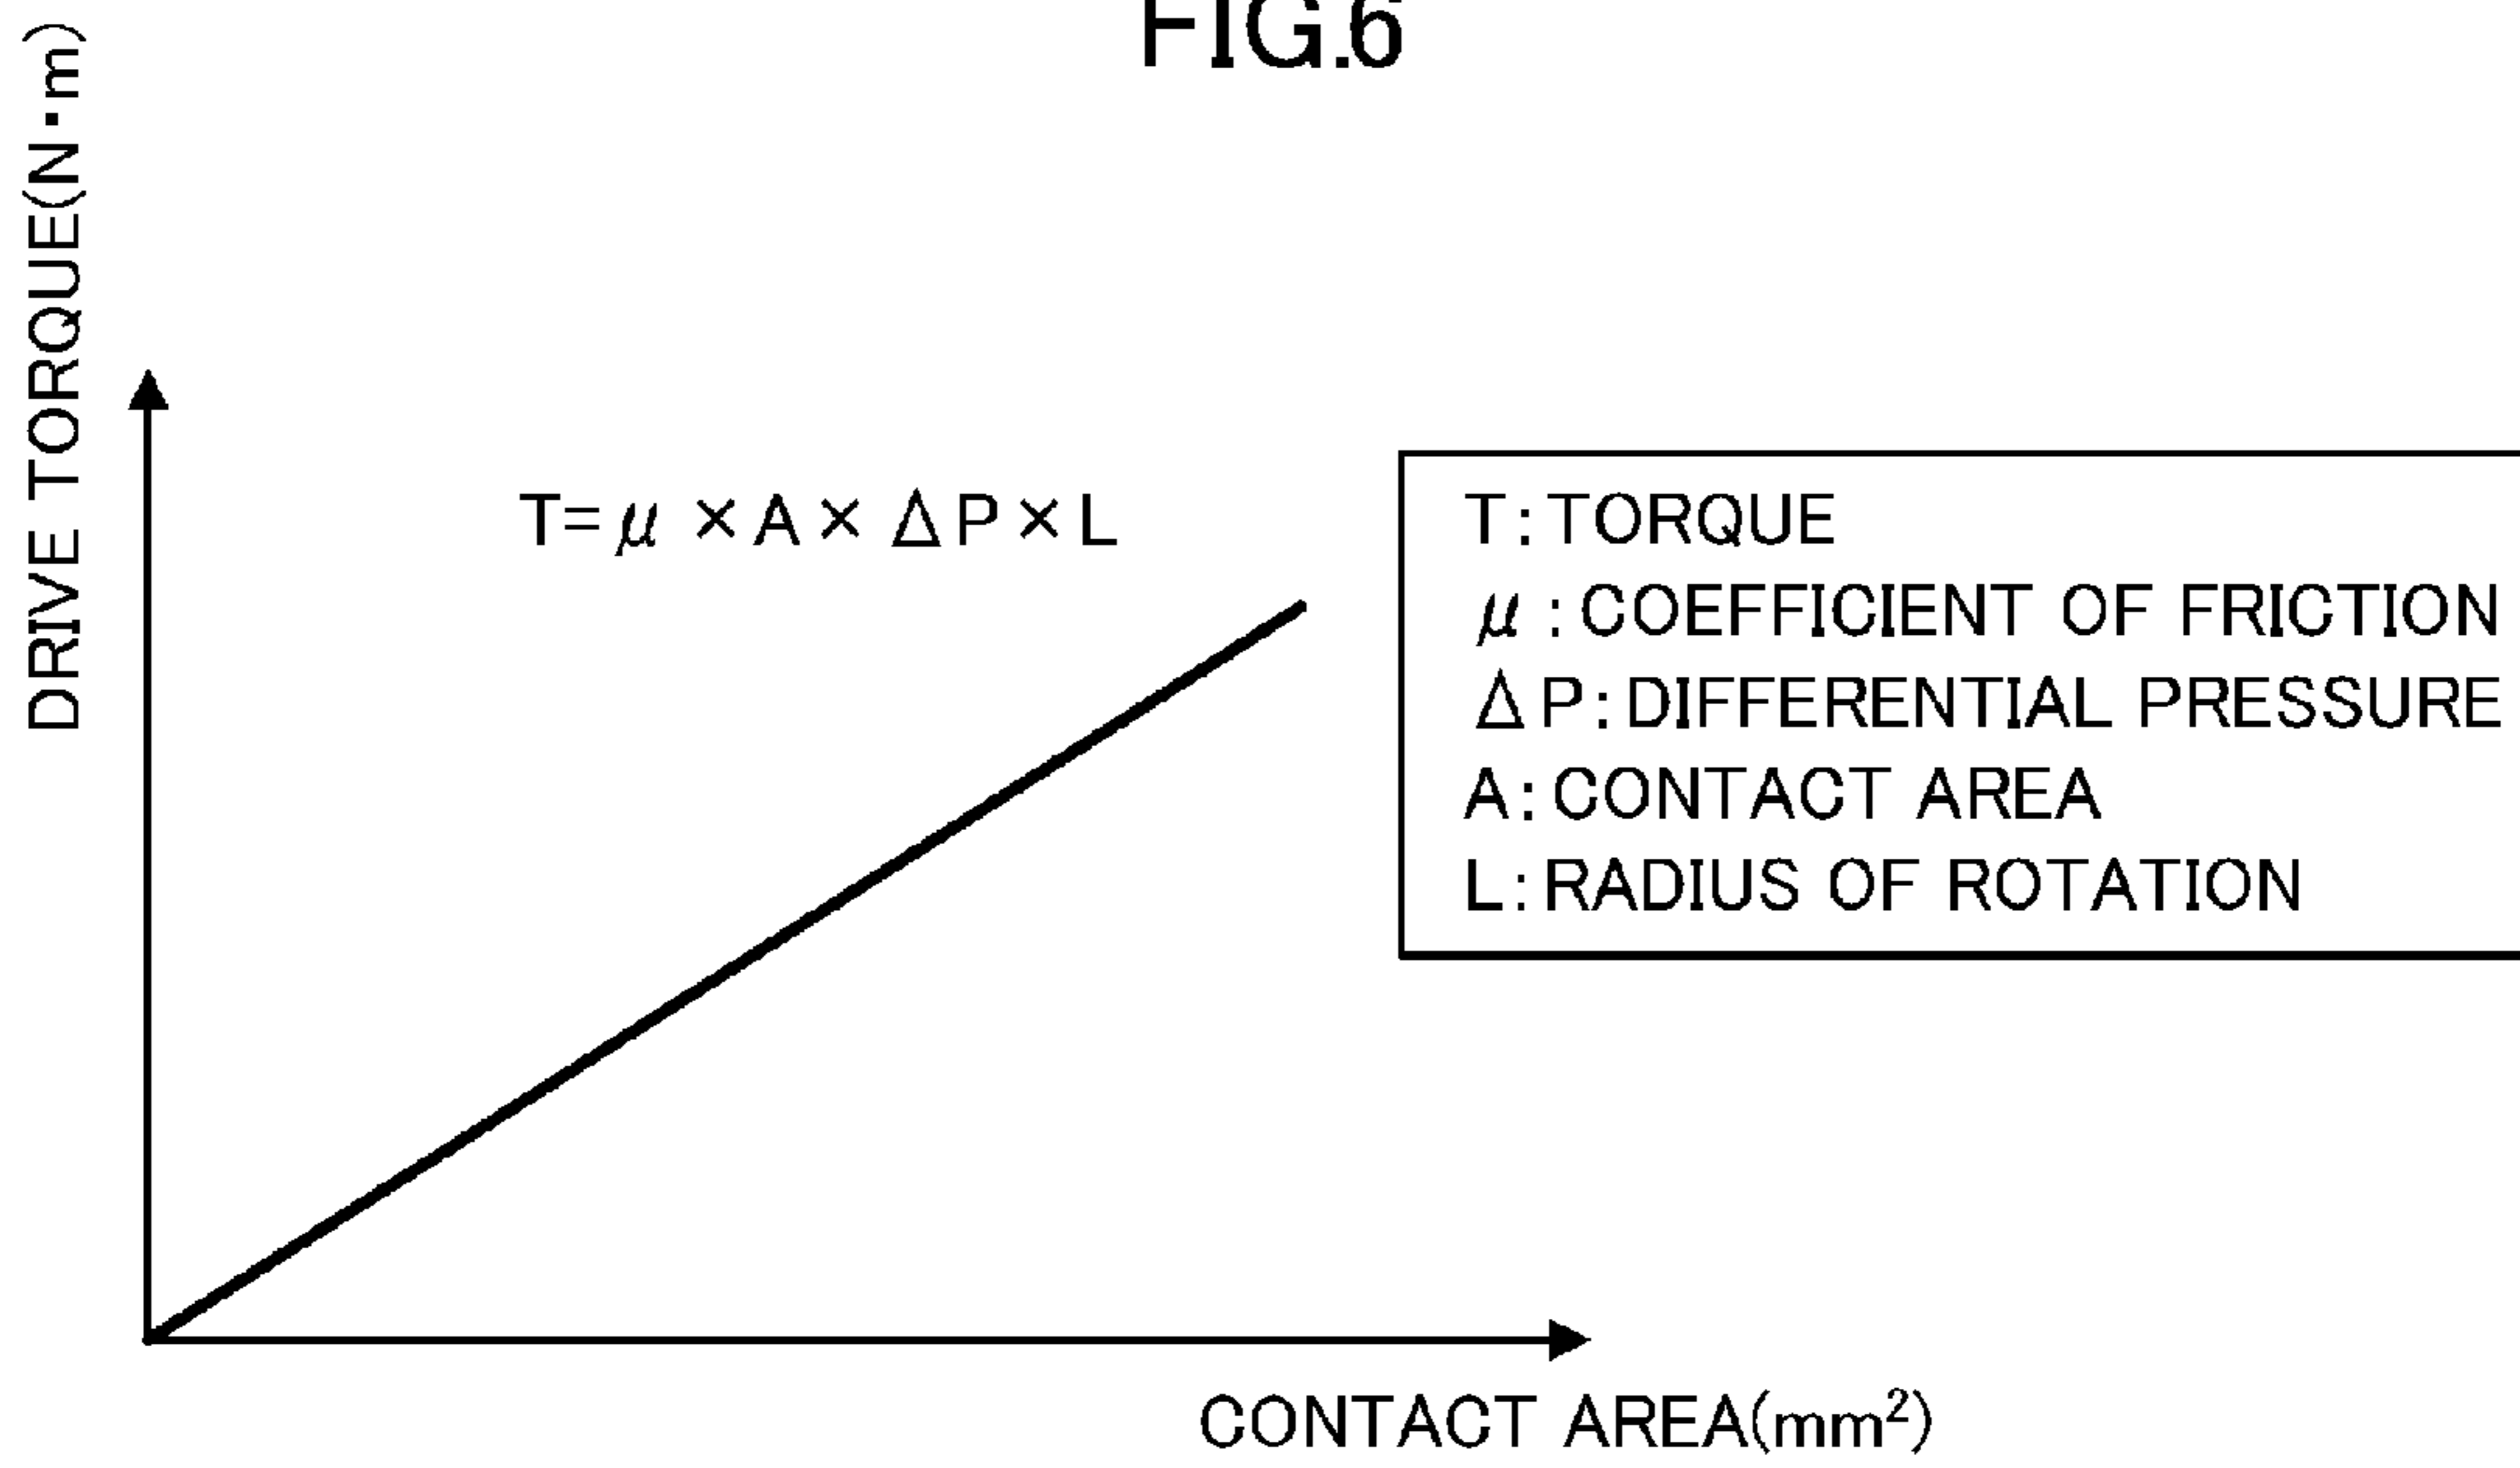 FIG.6
DRIVE TORQUE(N・m)
T=μ×A×ΔP×L
T:TORQUE
μ:COEFFICIENT OF FRICTION
ΔP:DIFFERENTIAL PRESSURE
A:CONTACT AREA
L:RADIUS OF ROTATION
CONTACT AREA(mm²)